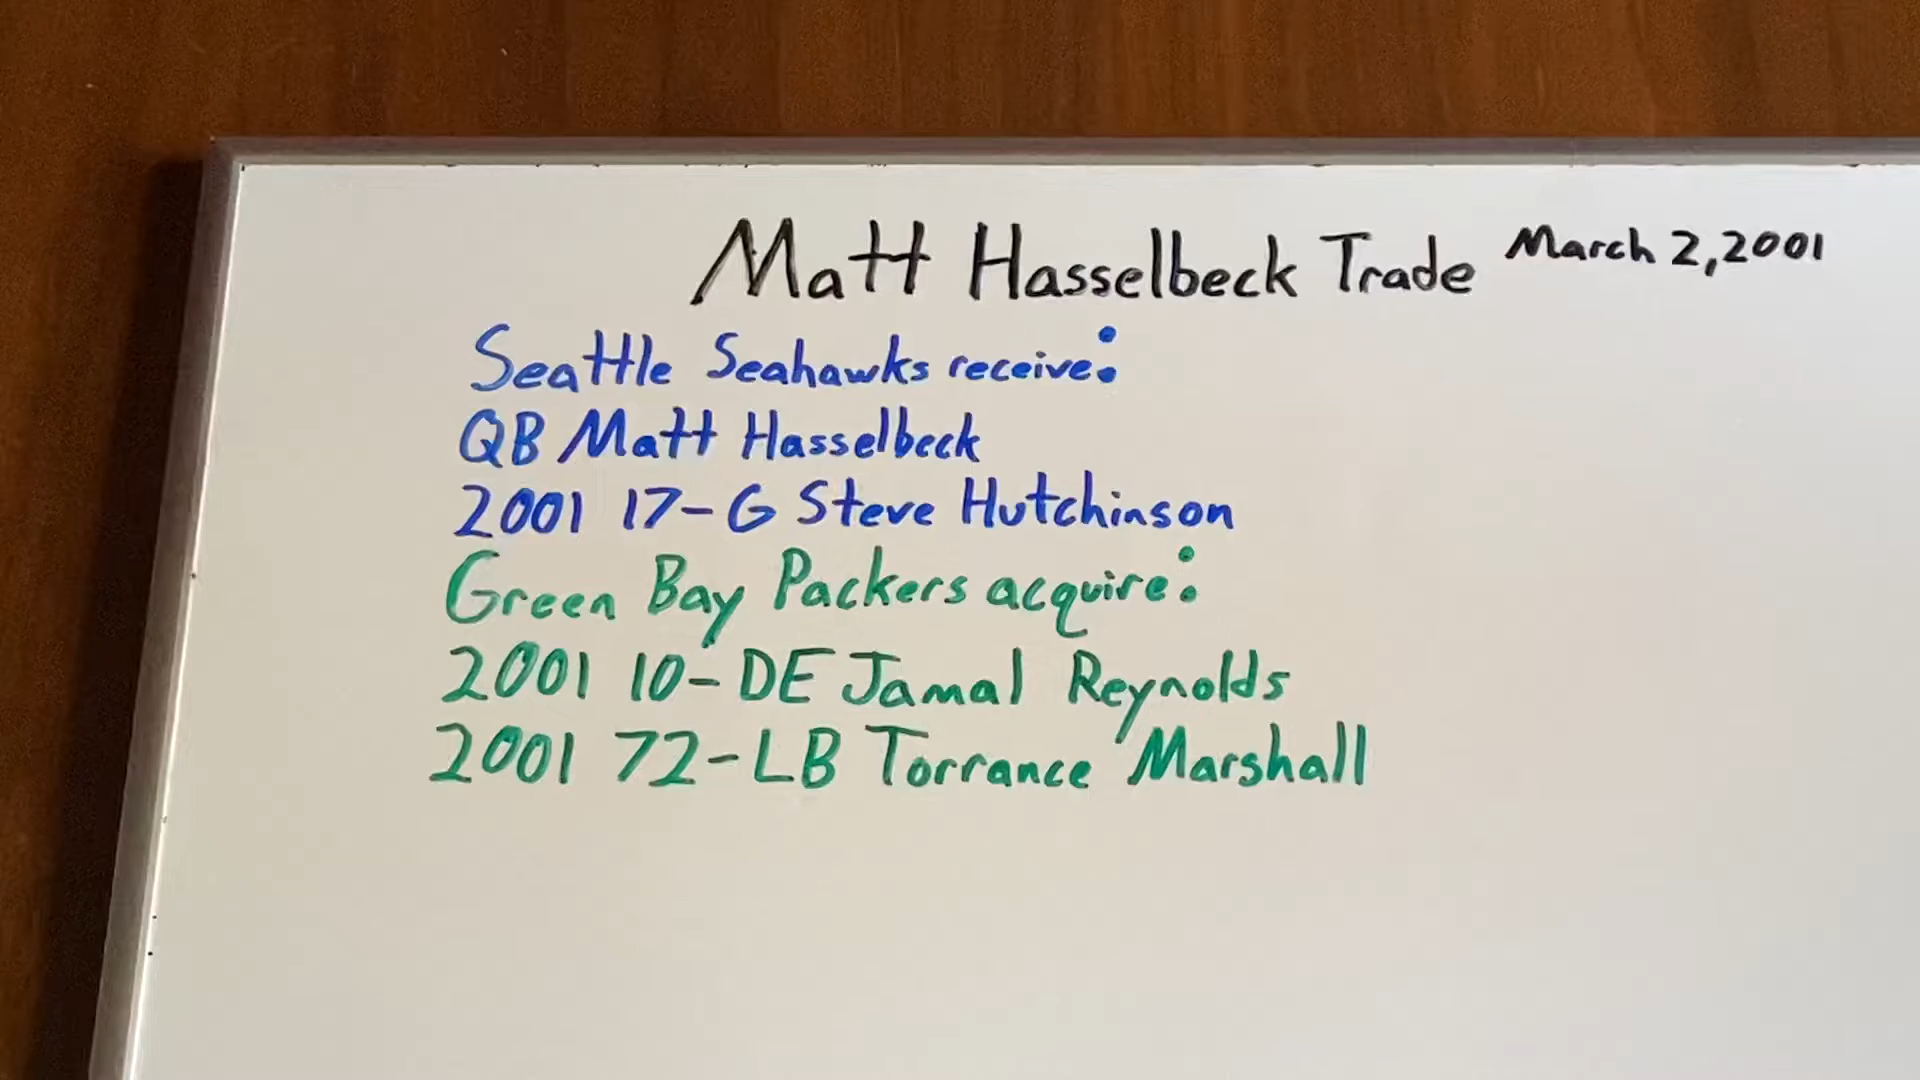 Matt Hasselbeck Trade March 2, 2001
Seattle Seahawks receive:
QB Matt Hasselbeck
2001 17-G Steve Hutchinson
Green Bay Packers acquire:
2001 10-DE Jamal Reynolds
2001 72-LB Torrance Marshall